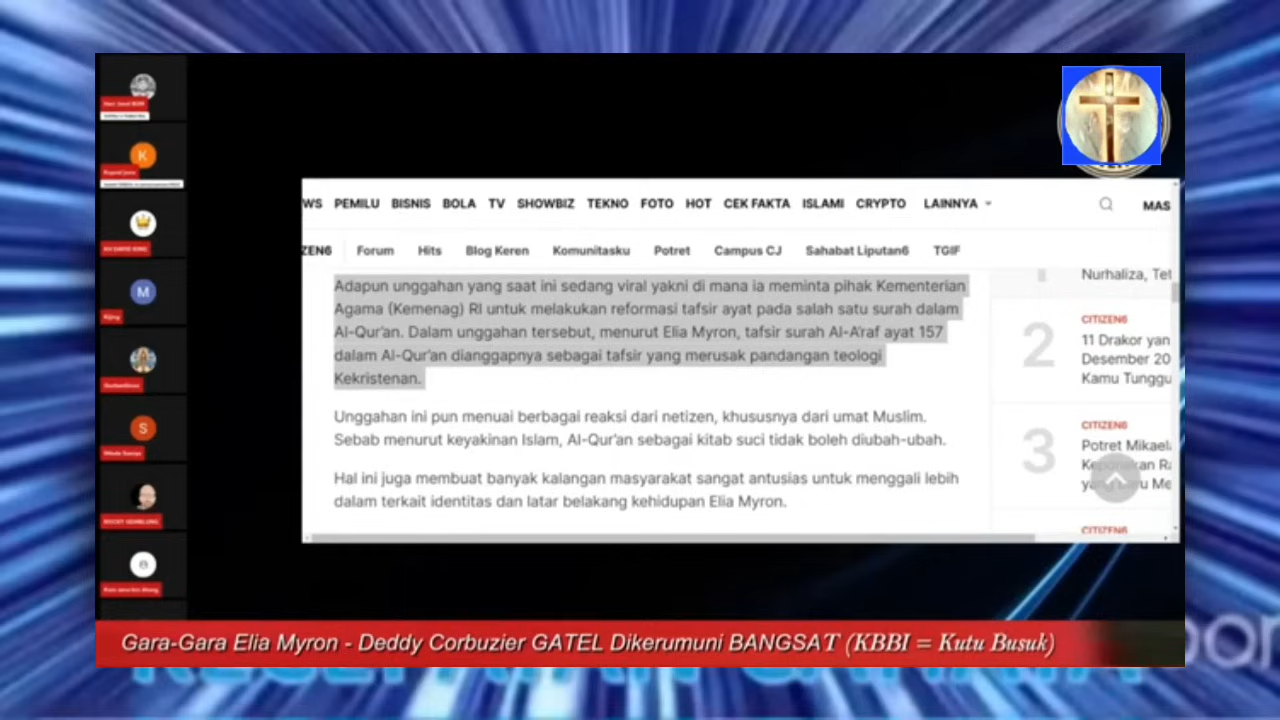 WS PEMILU BISNIS BOLA TV SHOWBIZ TEKNO FOTO HOT CEK FAKTA ISLAMI CRYPTO LAINNYA MAS
ZEN6 Forum Hits Blog Keren Komunitasku Potret Campus CJ Sahabat Liputan6 TGIF
Adapun unggahan yang saat ini sedang viral yakni di mana ia meminta pihak Kementerian
Agama (Kemenag) RI untuk melakukan reformasi tafsir ayat pada salah satu surah dalam
Al-Qur'an. Dalam unggahan tersebut, menurut Elia Myron, tafsir surah Al-A'raf ayat 157
dalam Al-Qur'an dianggapnya sebagai tafsir yang merusak pandangan teologi
Kekristenan.
Unggahan ini pun menuai berbagai reaksi dari netizen, khususnya dari umat Muslim.
Sebab menurut keyakinan Islam, Al-Qur'an sebagai kitab suci tidak boleh diubah-ubah.
Hal ini juga membuat banyak kalangan masyarakat sangat antusias untuk menggali lebih
dalam terkait identitas dan latar belakang kehidupan Elia Myron.
Nurhaliza, Tet
2
CITIZEN6
11 Drakor yan
Desember 20
Kamu Tunggu
3
CITIZEN6
Potret Mikaela
yang Me
CITIZEN6
K
M
S
Gara-Gara Elia Myron - Deddy Corbuzier GATEL Dikerumuni BANGSAT (KBBI = Kutu Busuk)